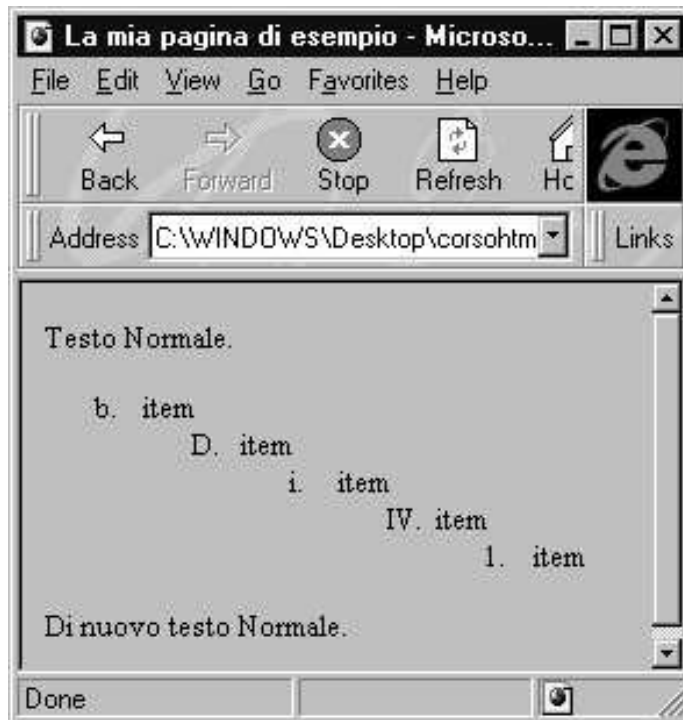 La mia pagina di esempio - Microso...
File Edit View Go Favorites Help
Back Forward Stop Refresh Hc
Address C:\WINDOWS\Desktop\corsohtm Links
Testo Normale.
b. item
D. item
i. item
IV. item
1. item
Di nuovo testo Normale.
Done